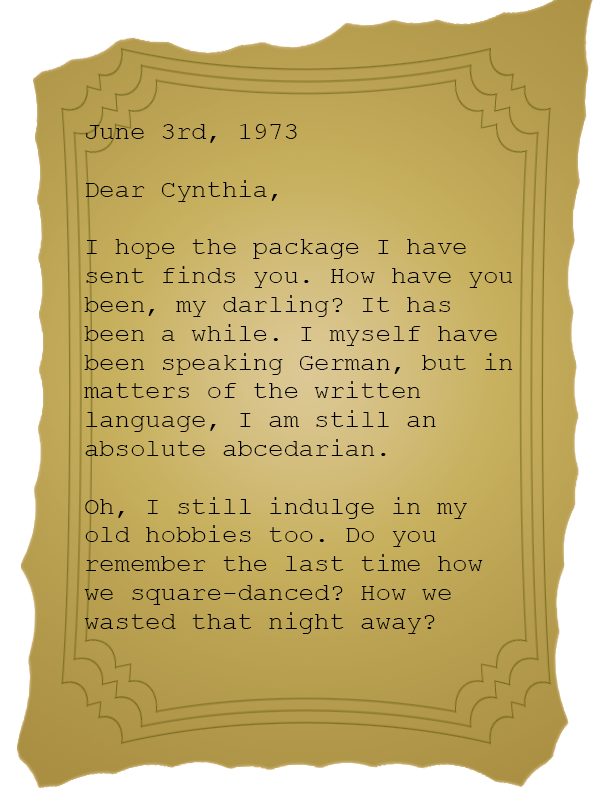 June 3rd, 1973
Dear Cynthia,
I hope the package I have
sent finds you. How have you
been, my darling? It has
been a while. I myself have
been speaking German, but in
matters of the written
language, I am still an
absolute abcedarian.
Oh, I still indulge in my
old hobbies too. Do you
remember the last time how
we square-danced? How we
wasted that night away?